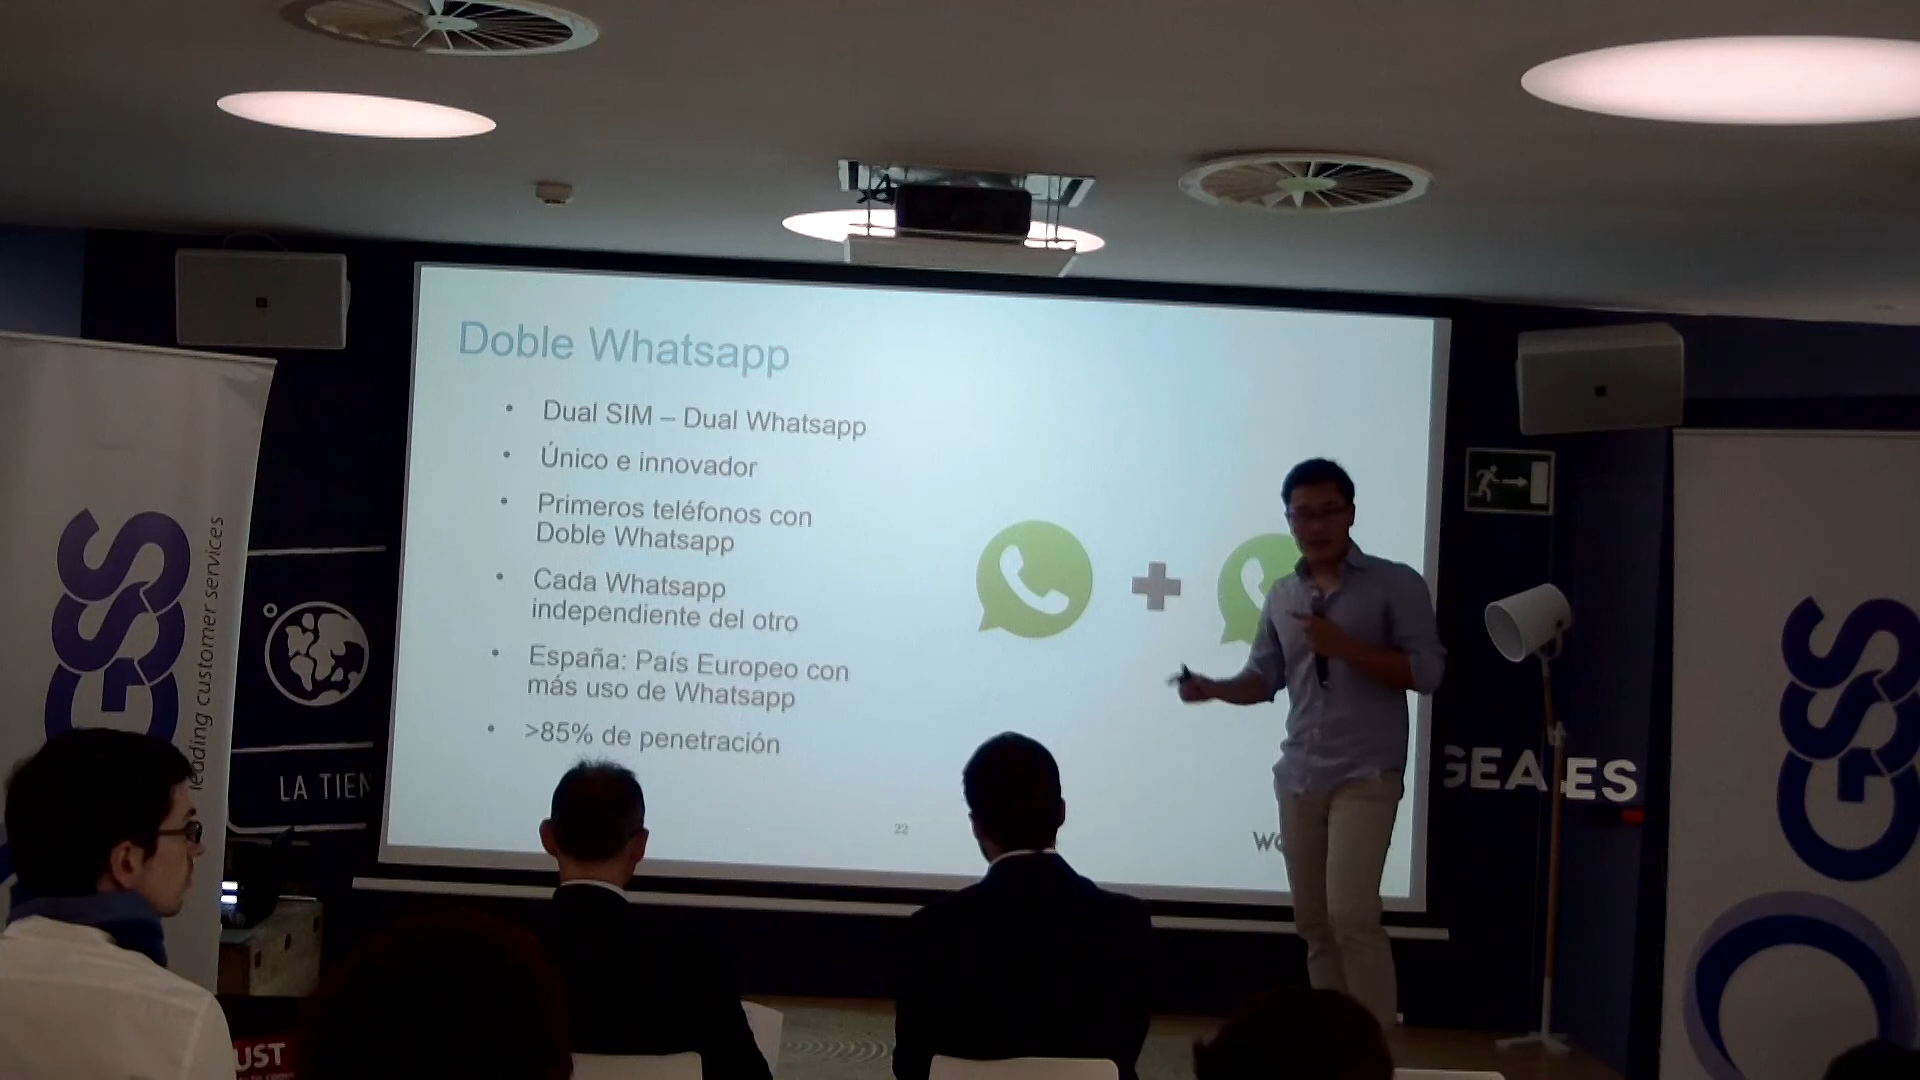 Doble Whatsapp
• Dual SIM – Dual Whatsapp
• Único e innovador
• Primeros teléfonos con
Doble Whatsapp
• Cada Whatsapp
independiente del otro
• España: País Europeo con
más uso de Whatsapp
• >85% de penetración
22
GSS
leading customer services
LA TIEN
GEA ES
GSS
UST